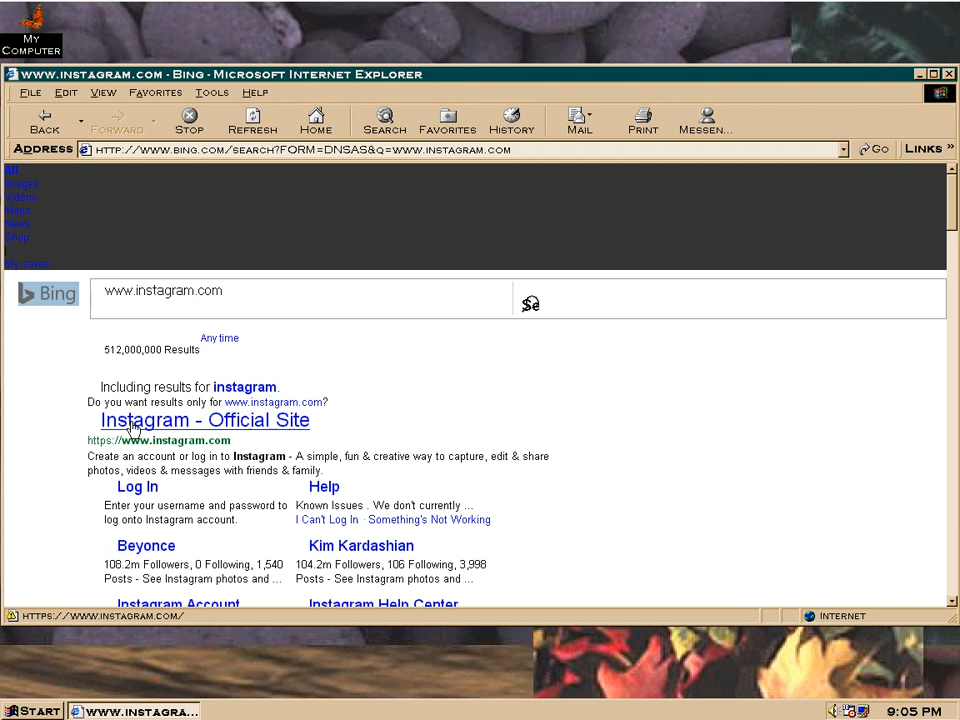 MY
COMPUTER
WWW.INSTAGRAM.COM - BING - MICROSOFT INTERNET EXPLORER
FILE EDIT VIEW FAVORITES TOOLS HELP
BACK FORWARD STOP REFRESH HOME SEARCH FAVORITES HISTORY MAIL PRINT MESSEN...
ADDRESS HTTP://WWW.BING.COM/SEARCH?FORM=DNSAS&Q=WWW.INSTAGRAM.COM GO LINKS »
All
Images
Videos
Maps
News
Shop
|
My saves
Bing www.instagram.com Se
Any time
512,000,000 Results
Including results for instagram.
Do you want results only for www.instagram.com?
Instagram - Official Site
https://www.instagram.com
Create an account or log in to Instagram - A simple, fun & creative way to capture, edit & share
photos, videos & messages with friends & family.
Log In Help
Enter your username and password to Known Issues . We don't currently ...
log onto Instagram account. I Can't Log In · Something's Not Working
Beyonce Kim Kardashian
108.2m Followers, 0 Following, 1,540 104.2m Followers, 106 Following, 3,998
Posts - See Instagram photos and ... Posts - See Instagram photos and ...
Instagram Account Instagram Help Center
HTTPS://WWW.INSTAGRAM.COM/ INTERNET
START WWW.INSTAGRA... 9:05 PM